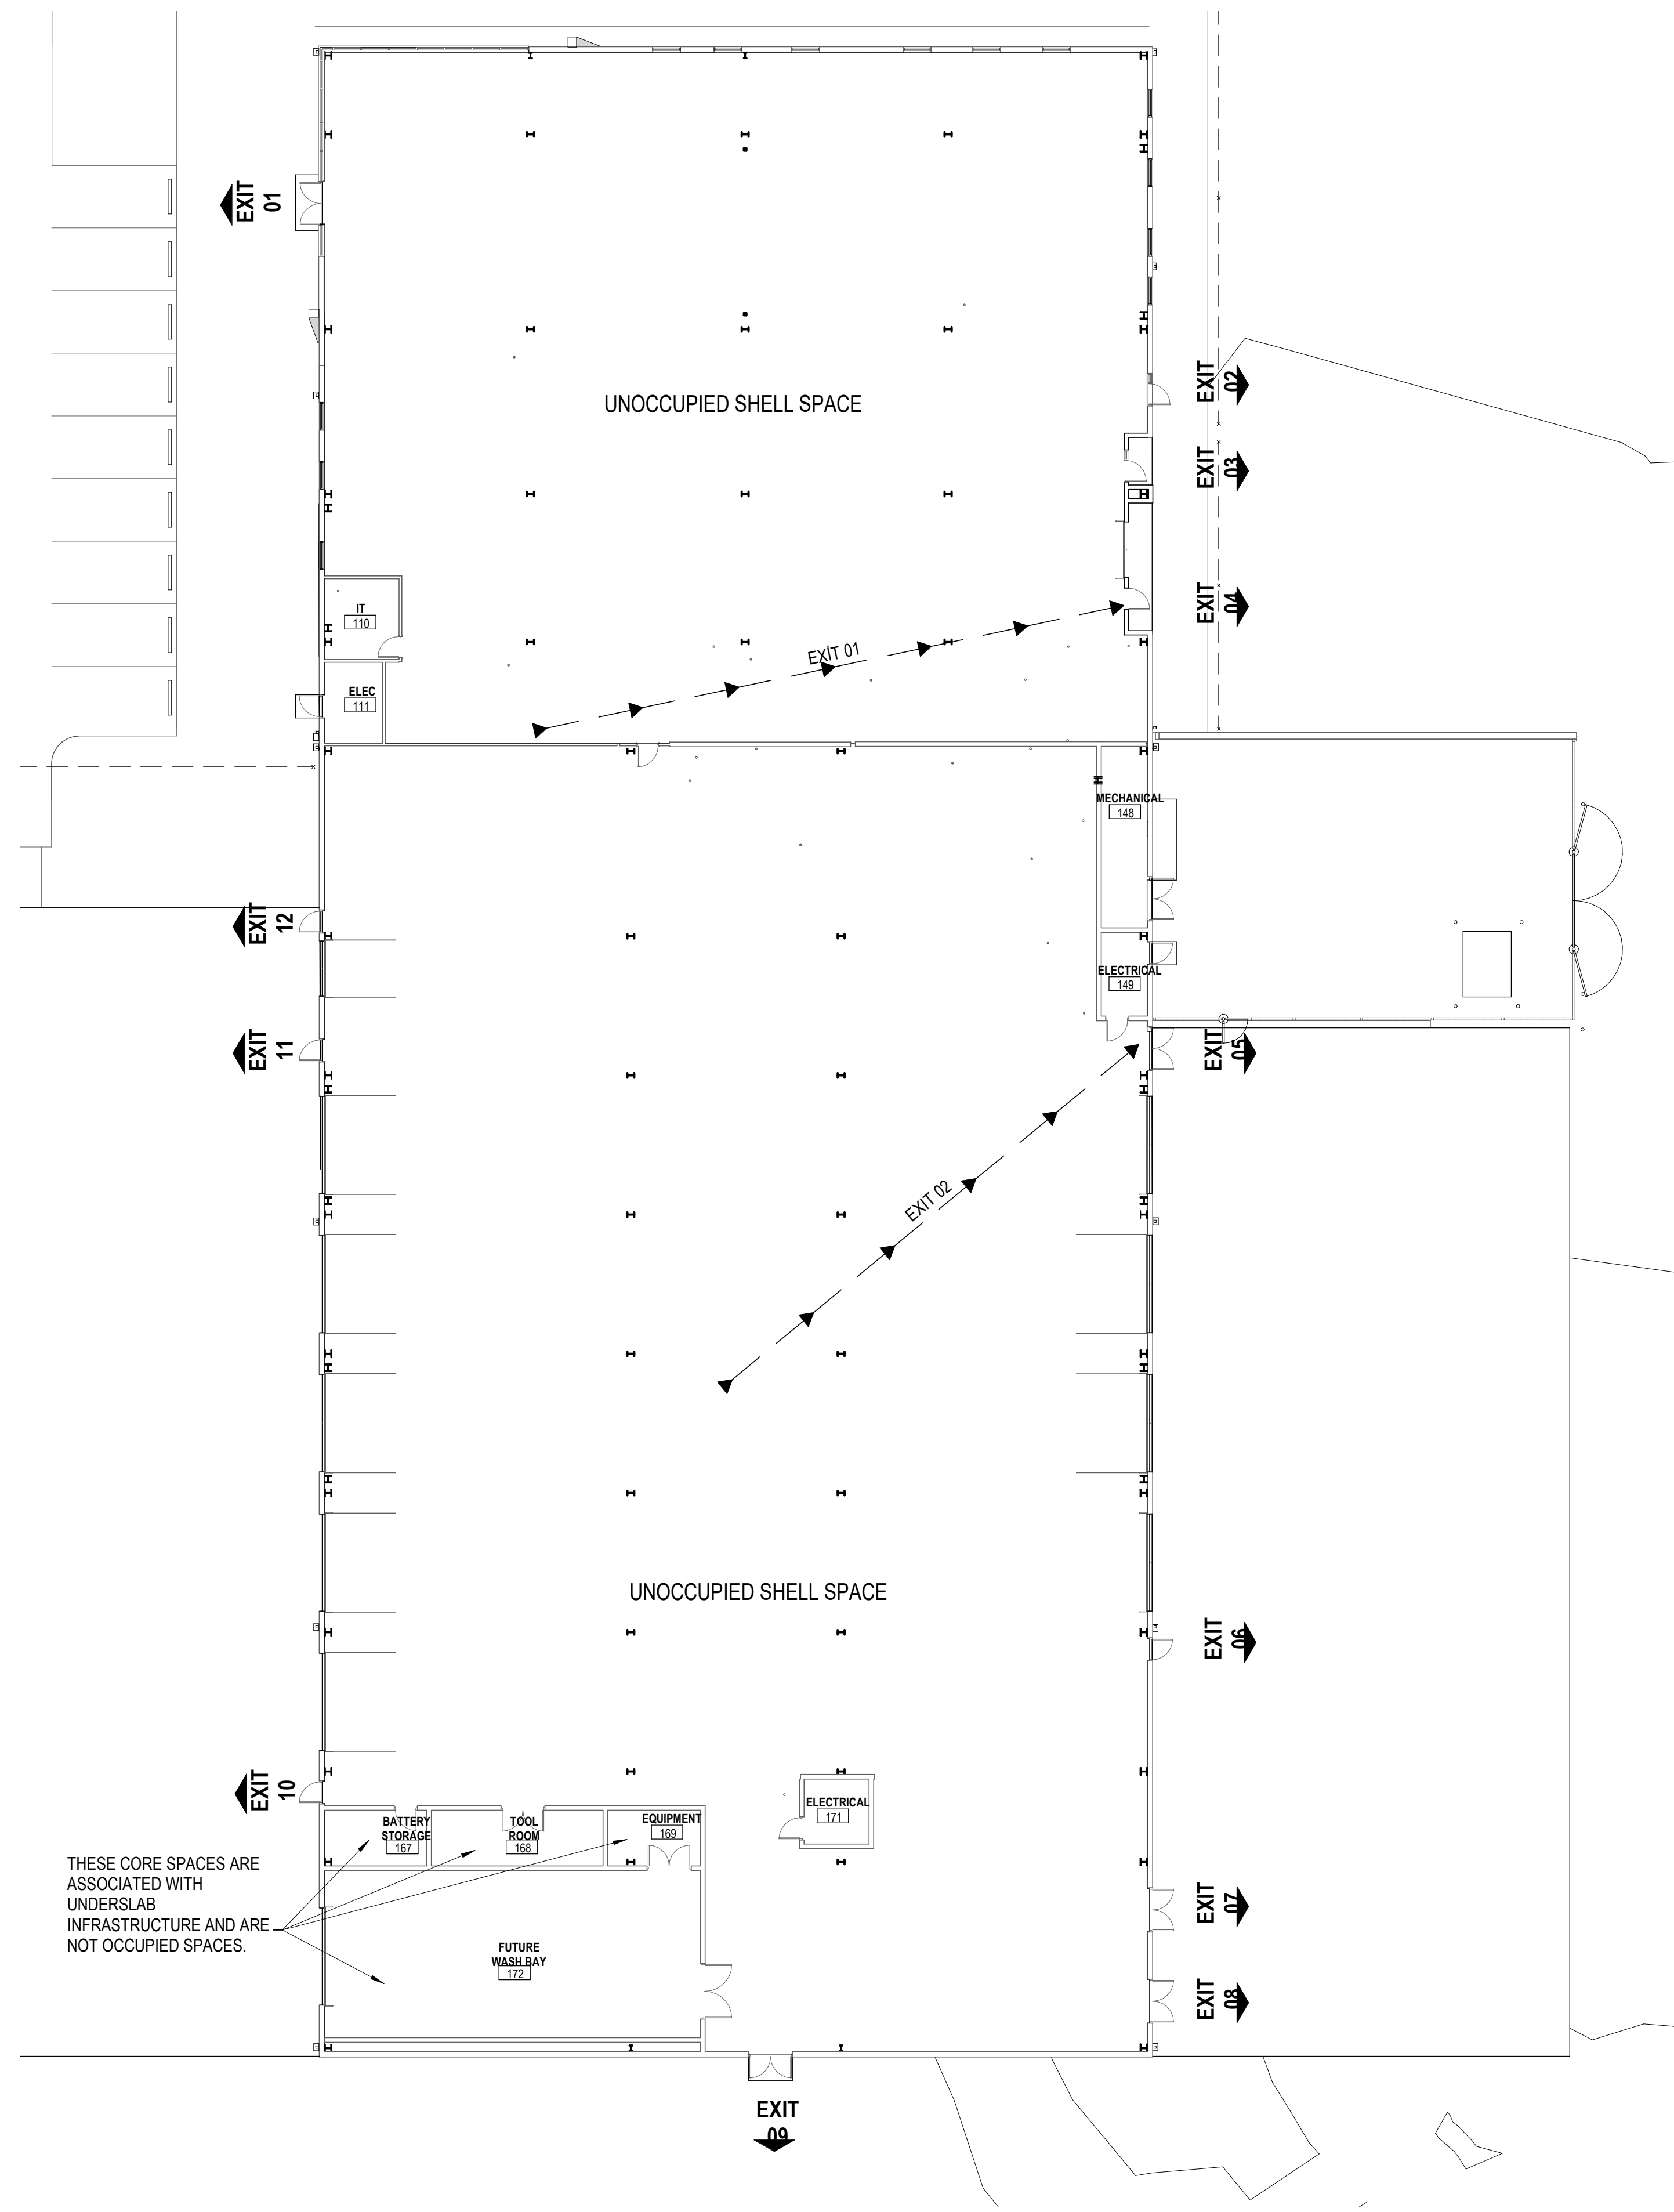 EXIT
01
EXIT
02
UNOCCUPIED SHELL SPACE
EXIT
03
EXIT
04
IT
110
EXIT 01
ELEC
111
MECHANICAL
148
EXIT
12
ELECTRICAL
149
EXIT
11
EXIT
05
EXIT 02
UNOCCUPIED SHELL SPACE
EXIT
06
EXIT
10
ELECTRICAL
171
BATTERY
STORAGE
167
TOOL
ROOM
168
EQUIPMENT
169
THESE CORE SPACES ARE
ASSOCIATED WITH
UNDERSLAB
INFRASTRUCTURE AND ARE
NOT OCCUPIED SPACES.
EXIT
07
FUTURE
WASH BAY
172
EXIT
08
EXIT
09